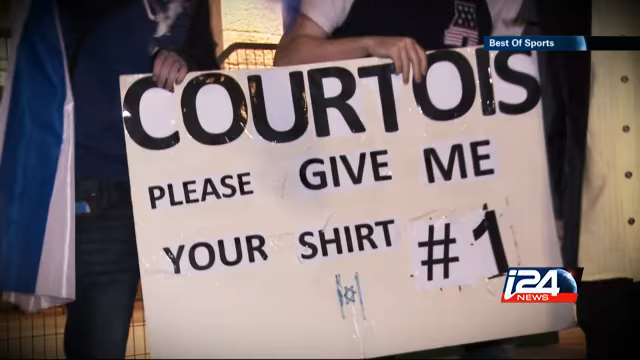 Best Of Sports
COURTOIS
PLEASE GIVE ME
YOUR SHIRT #1
i24
NEWS